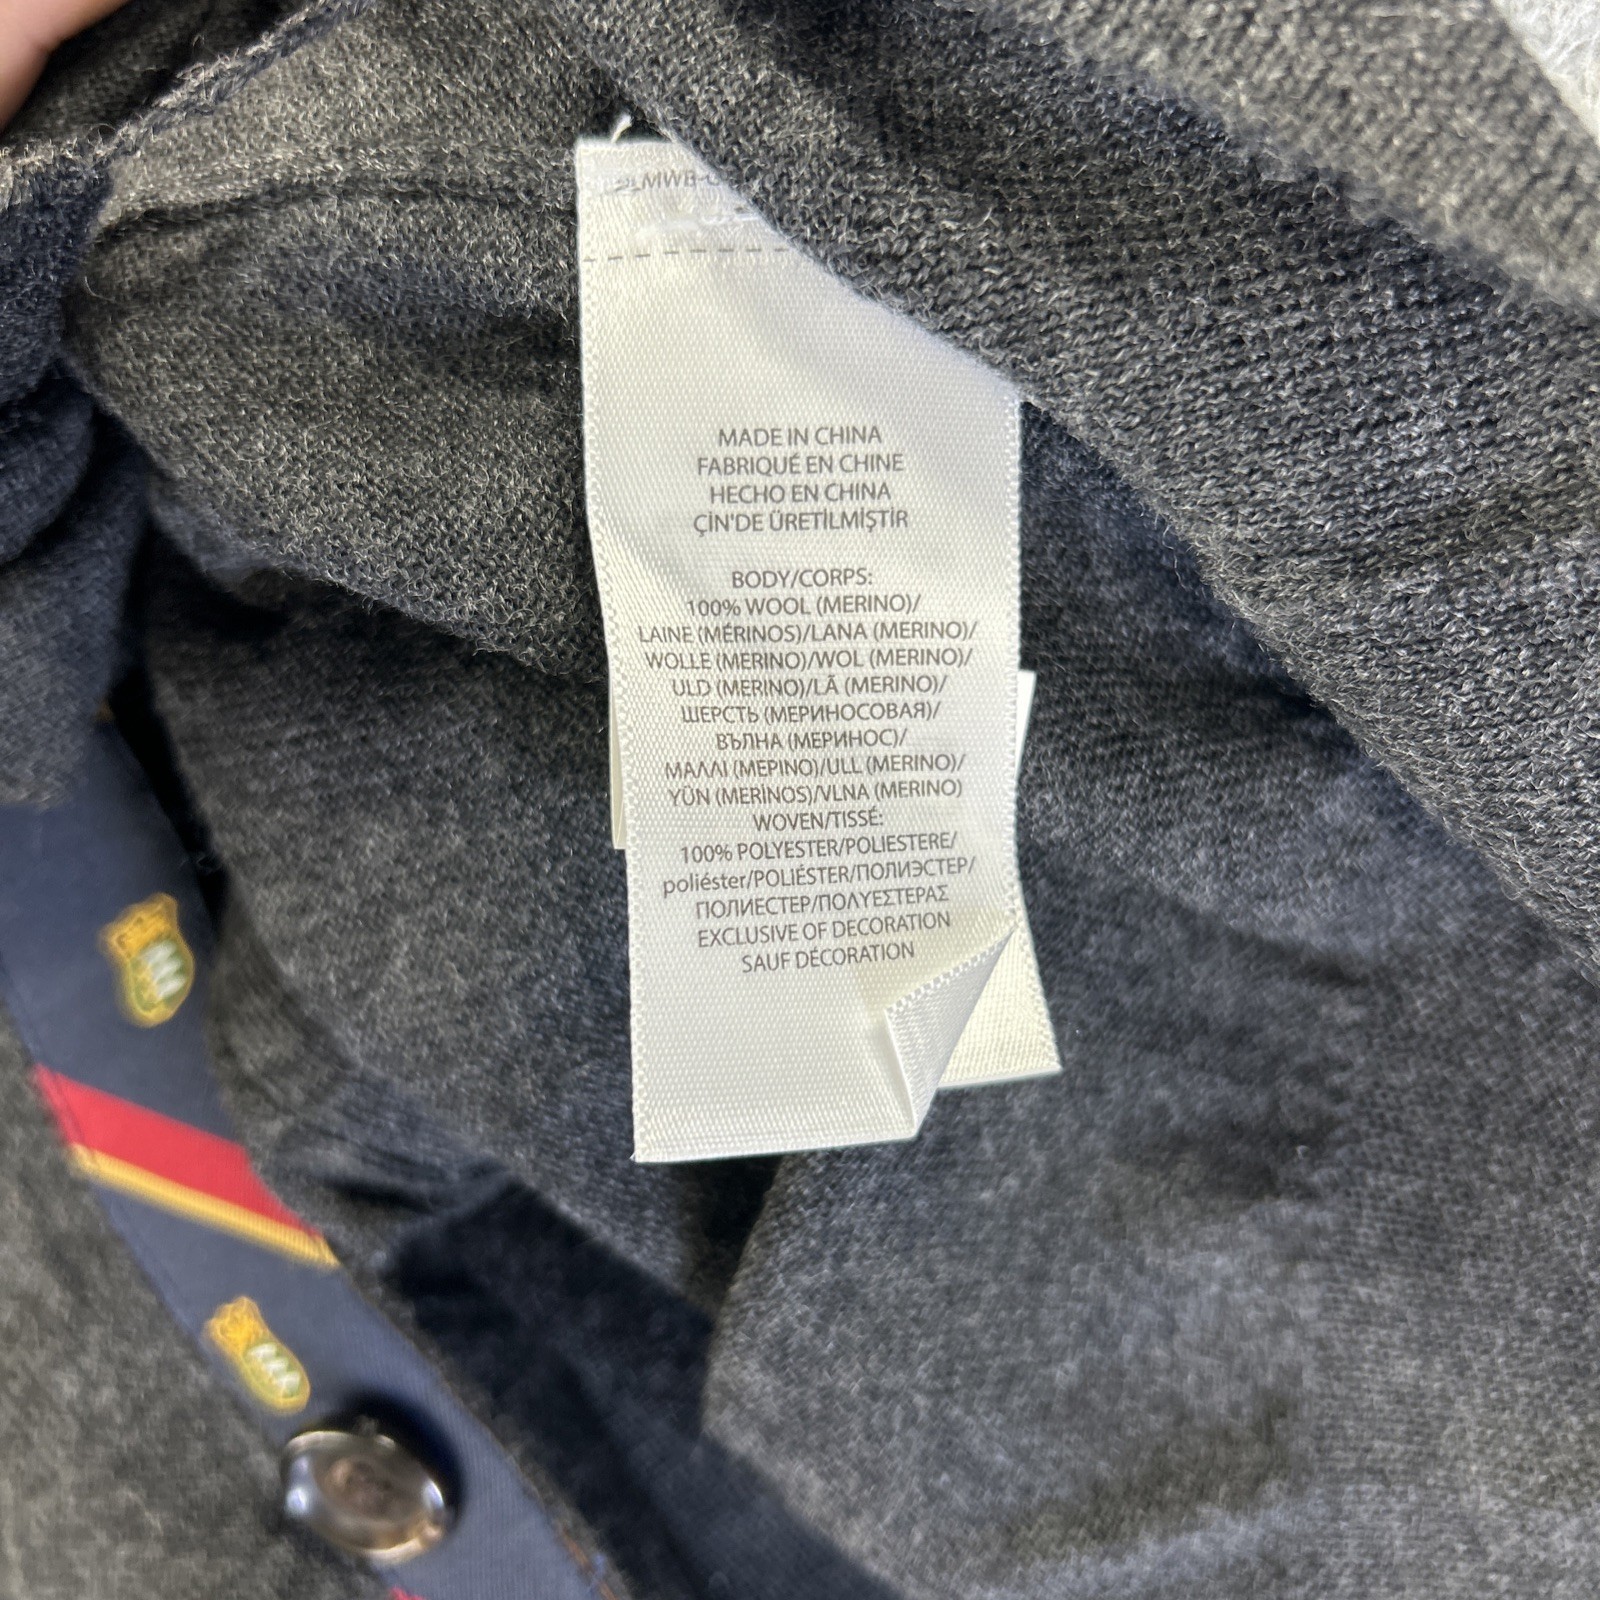 MADE IN CHINA
FABRIQUÉ EN CHINE
HECHO EN CHINA
ÇİN'DE ÜRETİLMİŞTİR
BODY/CORPS:
100% WOOL (MERINO)/
LAINE (MÉRINOS)/LANA (MERINO)/
WOLLE (MERINO)/WOL (MERINO)/
ULD (MERINO)/LÃ (MERINO)/
ШЕРСТЬ (МЕРИНОСОВАЯ)/
ВЪЛНА (МЕРИНОС)/
ΜΑΛΛΙ (ΜΕΡΙΝΟ)/ULL (MERINO)/
YÜN (MERİNOS)/VLNA (MERINO)
WOVEN/TISSÉ:
100% POLYESTER/POLIESTERE/
poliéster/POLIÉSTER/ПОЛИЭСТЕР/
ПОЛИЕСТЕР/ΠΟΛΥΕΣΤΕΡΑΣ
EXCLUSIVE OF DECORATION
SAUF DÉCORATION